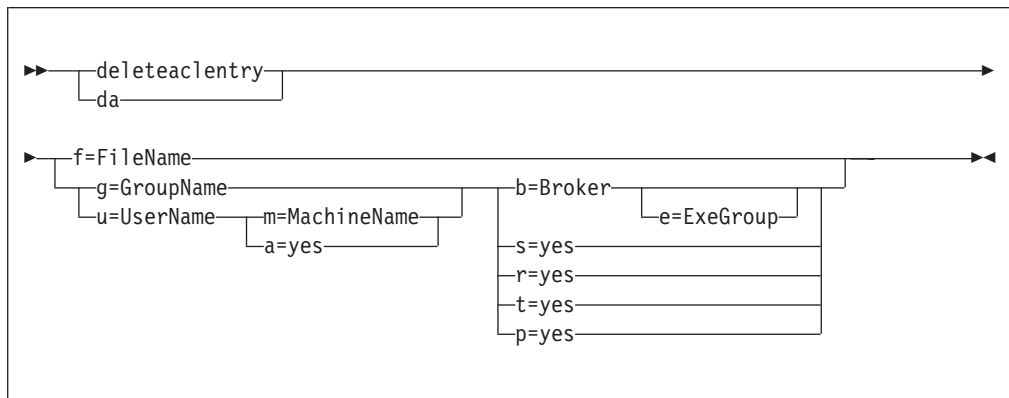 deleteaclentry
da
f=FileName
g=GroupName b=Broker
u=UserName m=MachineName e=ExeGroup
a=yes s=yes
r=yes
t=yes
p=yes